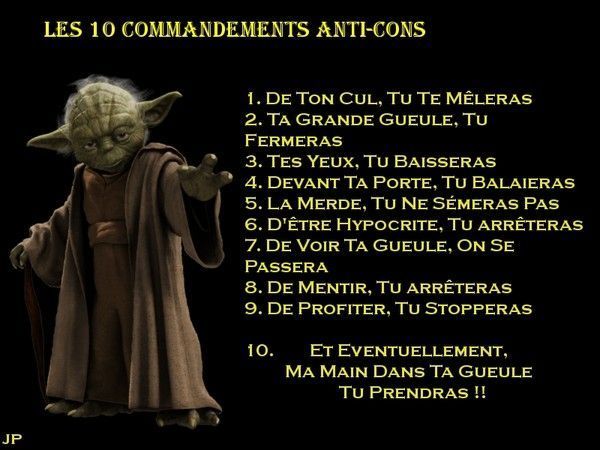 LES 10 COMMANDEMENTS ANTI-CONS
1. De Ton Cul, Tu Te Mêleras
2. Ta Grande Gueule, Tu
Fermeras
3. Tes Yeux, Tu Baisseras
4. Devant Ta Porte, Tu Balaieras
5. La Merde, Tu Ne Sémeras Pas
6. D'être Hypocrite, Tu arrêteras
7. De Voir Ta Gueule, On Se
Passera
8. De Mentir, Tu arrêteras
9. De Profiter, Tu Stopperas
10. Et Eventuellement,
Ma Main Dans Ta Gueule
Tu Prendras !!
JP